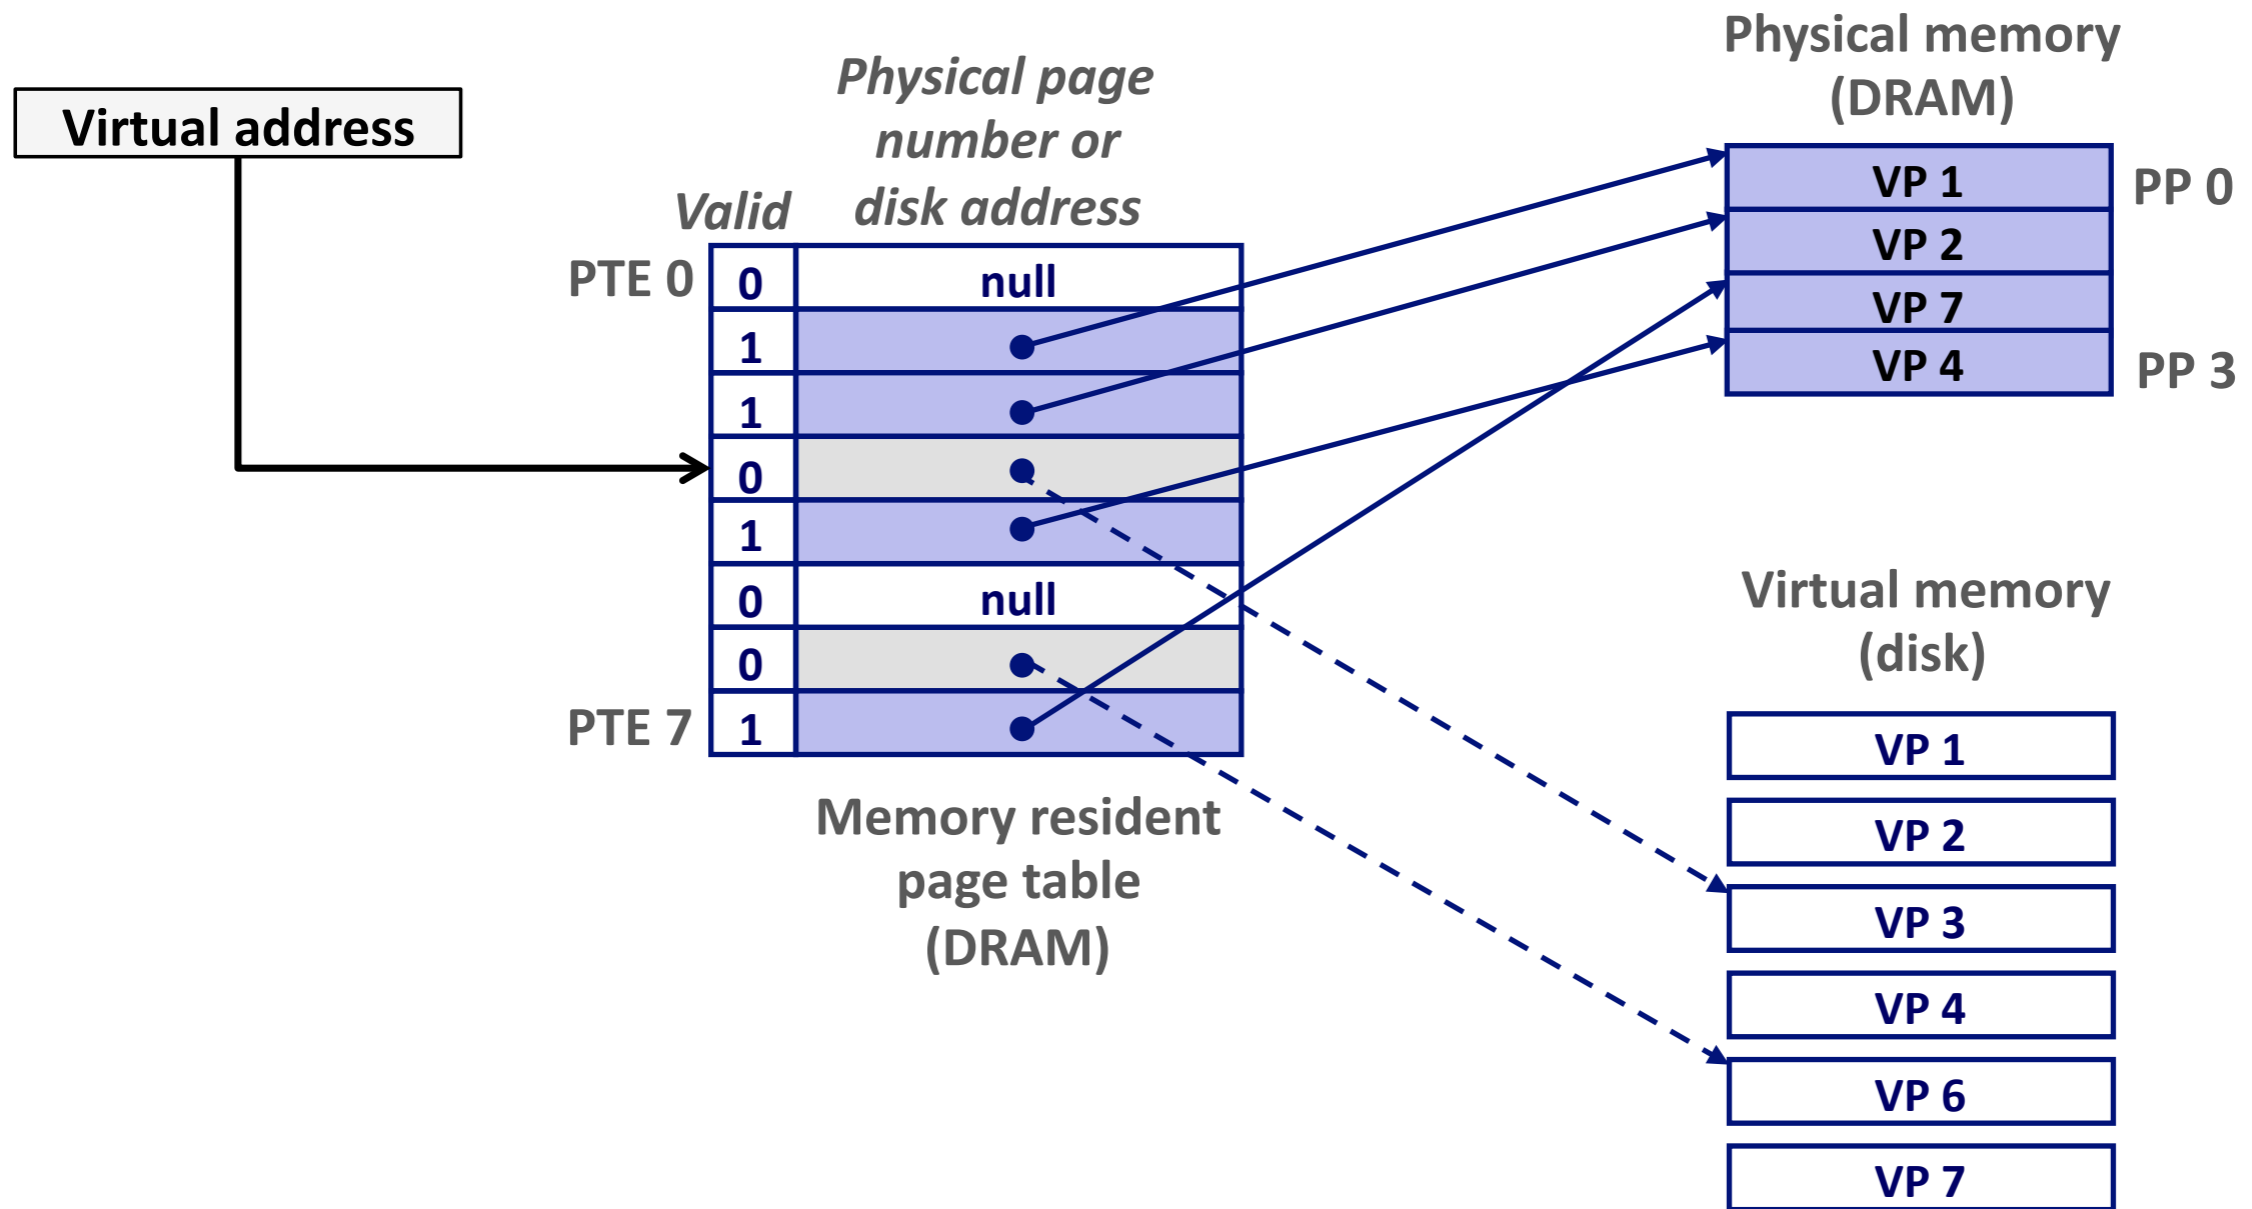 Physical memory
(DRAM)
Physical page
number or
disk address
Virtual address
Valid
VP 1
PP 0
VP 2
VP 7
VP 4
PP 3
PTE 0
0
null
1
1
0
1
0
null
0
PTE 7
1
Memory resident
page table
(DRAM)
Virtual memory
(disk)
VP 1
VP 2
VP 3
VP 4
VP 6
VP 7